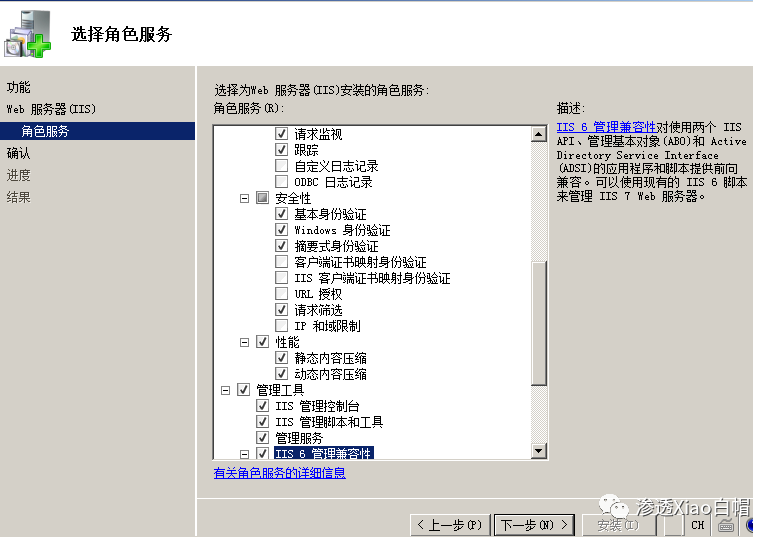 选择角色服务
功能
Web 服务器(IIS)
角色服务
确认
进度
结果
选择为Web 服务器(IIS)安装的角色服务:
角色服务(R):
请求监视
跟踪
自定义日志记录
ODBC 日志记录
安全性
基本身份验证
Windows 身份验证
摘要式身份验证
客户端证书映射身份验证
IIS 客户端证书映射身份验证
URL 授权
请求筛选
IP 和域限制
性能
静态内容压缩
动态内容压缩
管理工具
IIS 管理控制台
IIS 管理脚本和工具
管理服务
IIS 6 管理兼容性
有关角色服务的详细信息
描述:
IIS 6 管理兼容性对使用两个 IIS
API、管理基本对象(ABO)和 Active
Directory Service Interface
(ADSI)的应用程序和脚本提供前向
兼容。可以使用现有的 IIS 6 脚本
来管理 IIS 7 Web 服务器。
< 上一步(P)
下一步(N) >
安装(I)
CH
渗透Xiao白帽